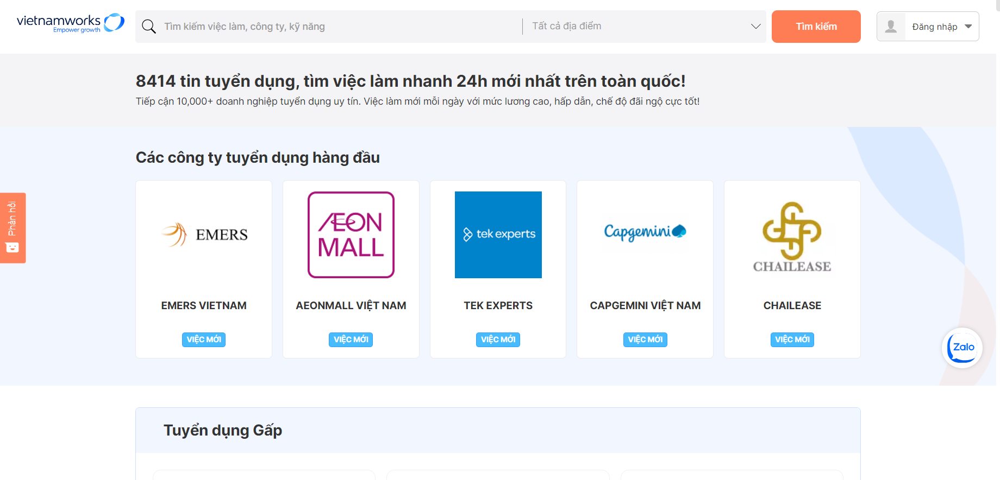 vietnamworks
Empower growth
Tìm kiếm việc làm, công ty, kỹ năng
Tất cả địa điểm
Tìm kiếm
Đăng nhập
8414 tin tuyển dụng, tìm việc làm nhanh 24h mới nhất trên toàn quốc!
Tiếp cận 10,000+ doanh nghiệp tuyển dụng uy tín. Việc làm mới mỗi ngày với mức lương cao, hấp dẫn, chế độ đãi ngộ cực tốt!
Các công ty tuyển dụng hàng đầu
Phản hồi
EMERS
ÆON
MALL
tek experts
Capgemini
CHAILEASE
EMERS VIETNAM
AEONMALL VIỆT NAM
TEK EXPERTS
CAPGEMINI VIỆT NAM
CHAILEASE
VIỆC MỚI
VIỆC MỚI
VIỆC MỚI
VIỆC MỚI
VIỆC MỚI
Zalo
Tuyển dụng Gấp